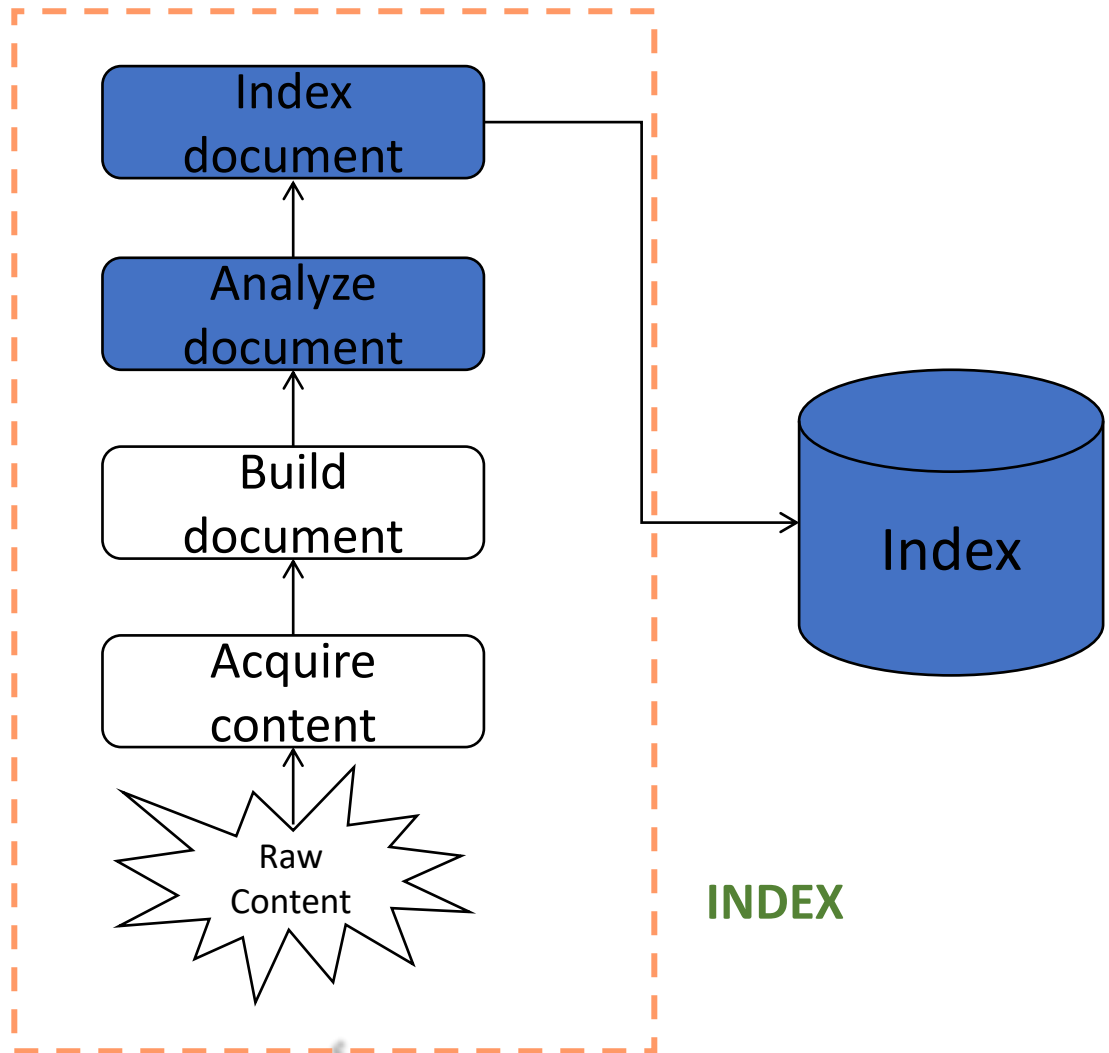 Index
document
Analyze
document
Build
document
Acquire
content
Raw
Content
Index
INDEX